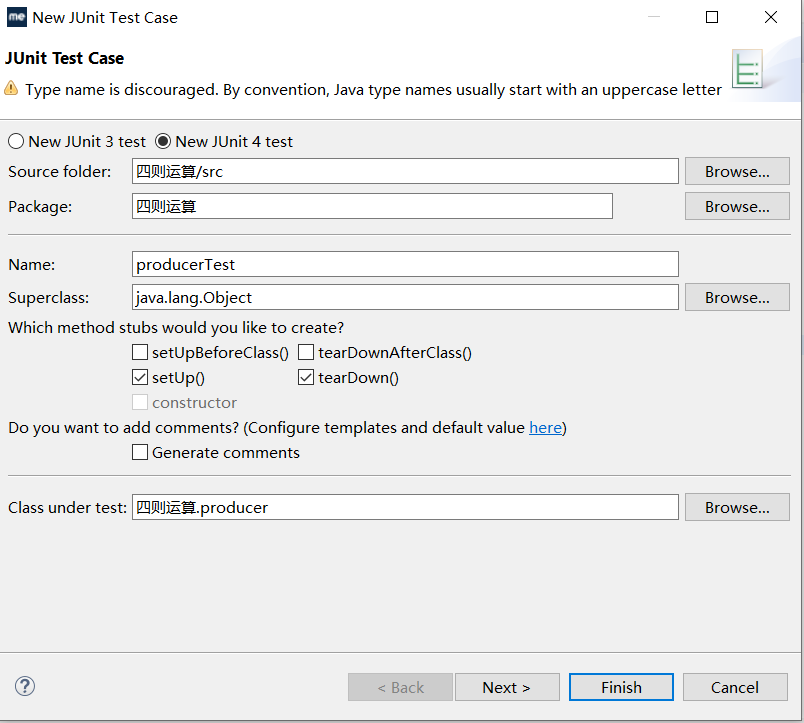 me New JUnit Test Case
JUnit Test Case
Type name is discouraged. By convention, Java type names usually start with an uppercase letter
New JUnit 3 test New JUnit 4 test
Source folder: 四则运算/src Browse...
Package: 四则运算 Browse...
Name: producerTest
Superclass: java.lang.Object Browse...
Which method stubs would you like to create?
setUpBeforeClass() tearDownAfterClass()
setUp() tearDown()
constructor
Do you want to add comments? (Configure templates and default value here)
Generate comments
Class under test: 四则运算.producer Browse...
? < Back Next > Finish Cancel